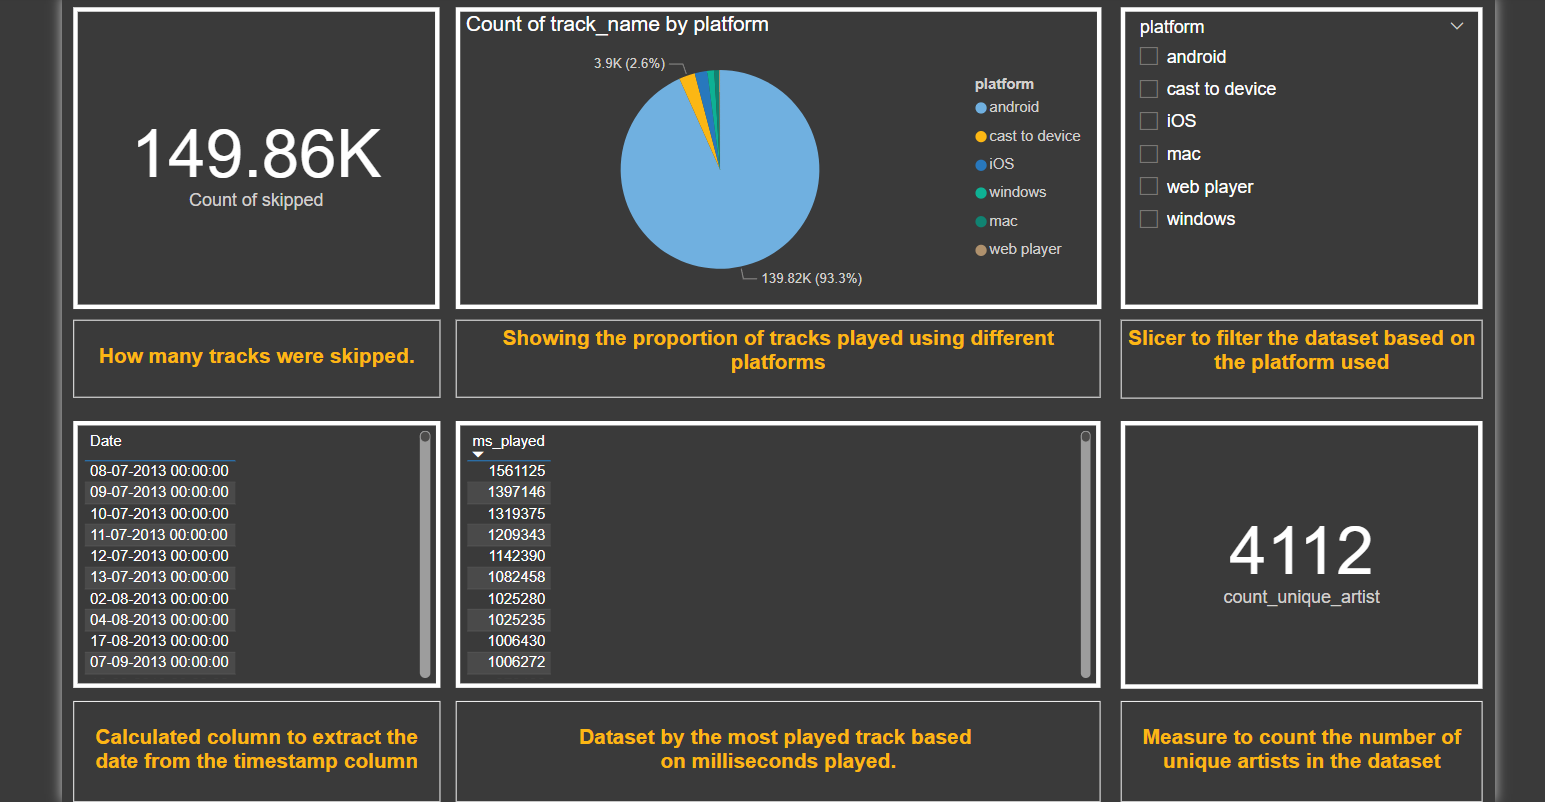 149.86K
Count of skipped
Count of track_name by platform
3.9K (2.6%)
139.82K (93.3%)
platform
android
cast to device
iOS
windows
mac
web player
platform
android
cast to device
iOS
mac
web player
windows
How many tracks were skipped.
Showing the proportion of tracks played using different
platforms
Slicer to filter the dataset based on
the platform used
Date
08-07-2013 00:00:00
09-07-2013 00:00:00
10-07-2013 00:00:00
11-07-2013 00:00:00
12-07-2013 00:00:00
13-07-2013 00:00:00
02-08-2013 00:00:00
04-08-2013 00:00:00
17-08-2013 00:00:00
07-09-2013 00:00:00
ms_played
1561125
1397146
1319375
1209343
1142390
1082458
1025280
1025235
1006430
1006272
4112
count_unique_artist
Calculated column to extract the
date from the timestamp column
Dataset by the most played track based
on milliseconds played.
Measure to count the number of
unique artists in the dataset